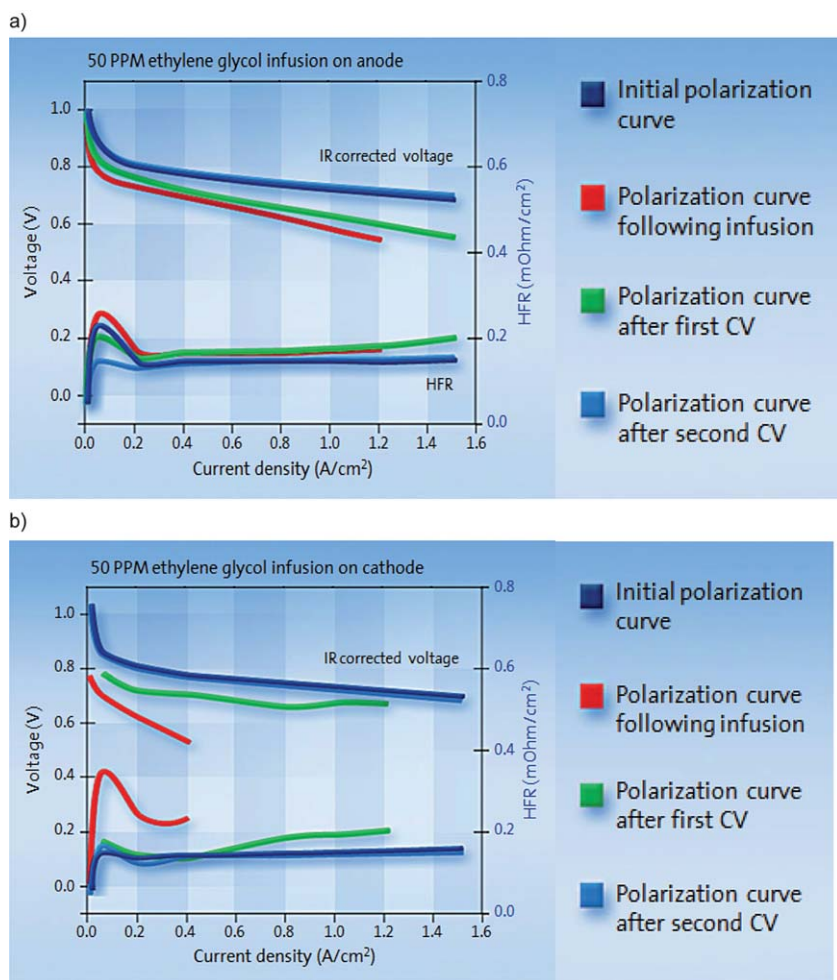 a)
50 PPM ethylene glycol infusion on anode
0.8
1.0
0.8
0.6
0.4
0.2
0.0
Voltage (V)
IR corrected voltage
HFR
0.6
0.4
0.2
0.0
HFR (mOhm/cm²)
0.0 0.2 0.4 0.6 0.8 1.0 1.2 1.4 1.6
Current density (A/cm²)
Initial polarization
curve
Polarization curve
following infusion
Polarization curve
after first CV
Polarization curve
after second CV
b)
50 PPM ethylene glycol infusion on cathode
0.8
1.0
0.8
0.6
0.4
0.2
0.0
Voltage (V)
IR corrected voltage
0.6
0.4
0.2
0.0
HFR (mOhm/cm²)
0.0 0.2 0.4 0.6 0.8 1.0 1.2 1.4 1.6
Current density (A/cm²)
Initial polarization
curve
Polarization curve
following infusion
Polarization curve
after first CV
Polarization curve
after second CV